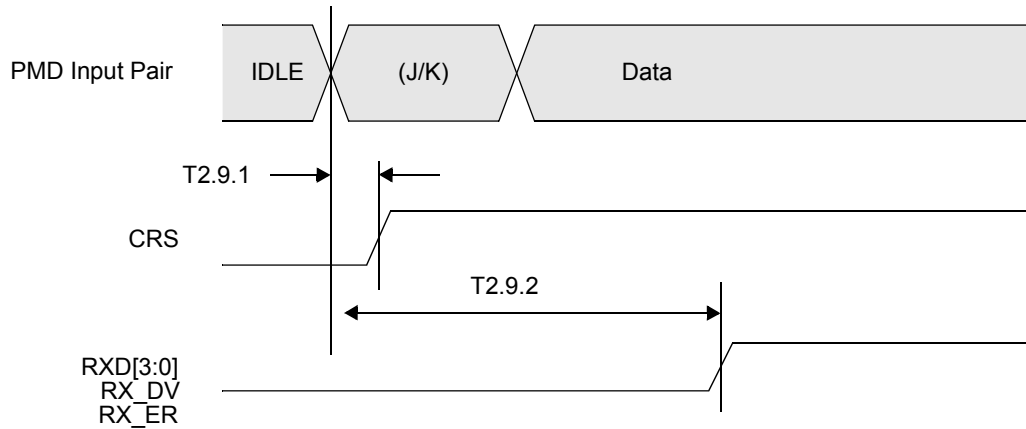 PMD Input Pair
IDLE
(J/K)
Data
T2.9.1
CRS
T2.9.2
RXD[3:0]
RX_DV
RX_ER